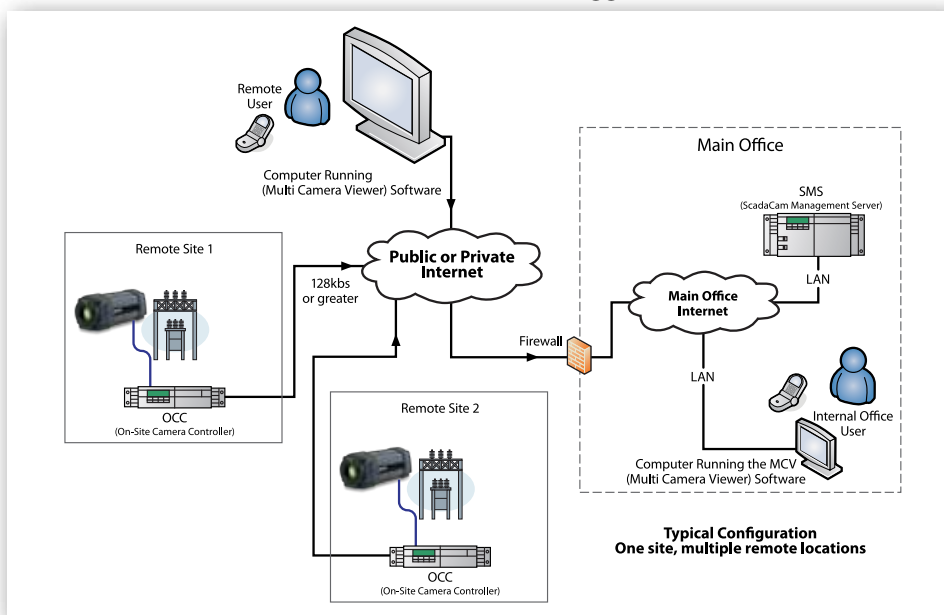 Remote
User
Computer Running
(Multi Camera Viewer) Software
Main Office
SMS
(ScadaCam Management Server)
LAN
Remote Site 1
Public or Private
Internet
128kbs
or greater
Main Office
Internet
Firewall
LAN
OCC
(On-Site Camera Controller)
Remote Site 2
Internal Office
User
Computer Running the MCV
(Multi Camera Viewer) Software
OCC
(On-Site Camera Controller)
Typical Configuration
One site, multiple remote locations